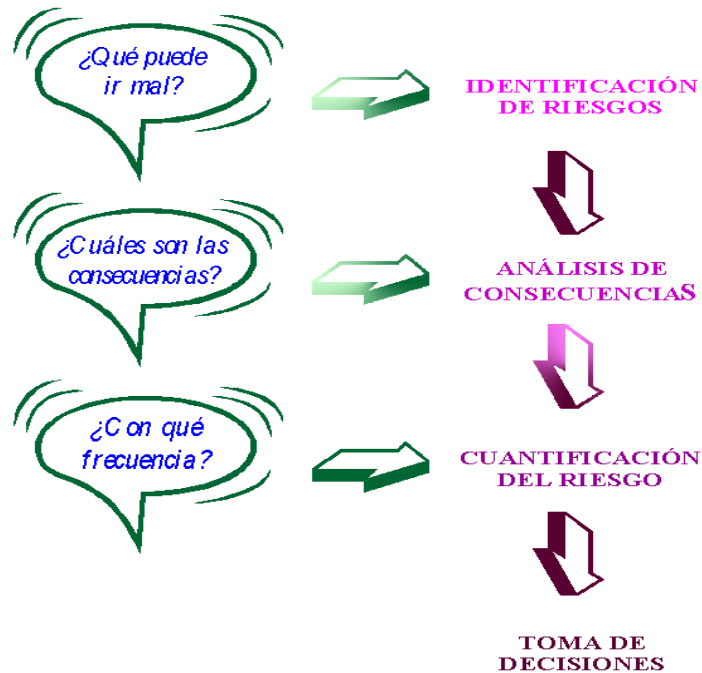 ¿Qué puede
ir mal?
IDENTIFICACIÓN
DE RIESGOS
¿Cuáles son las
consecuencias?
ANÁLISIS DE
CONSECUENCIAS
¿Con qué
frecuencia?
CUANTIFICACIÓN
DEL RIESGO
TOMA DE
DECISIONES